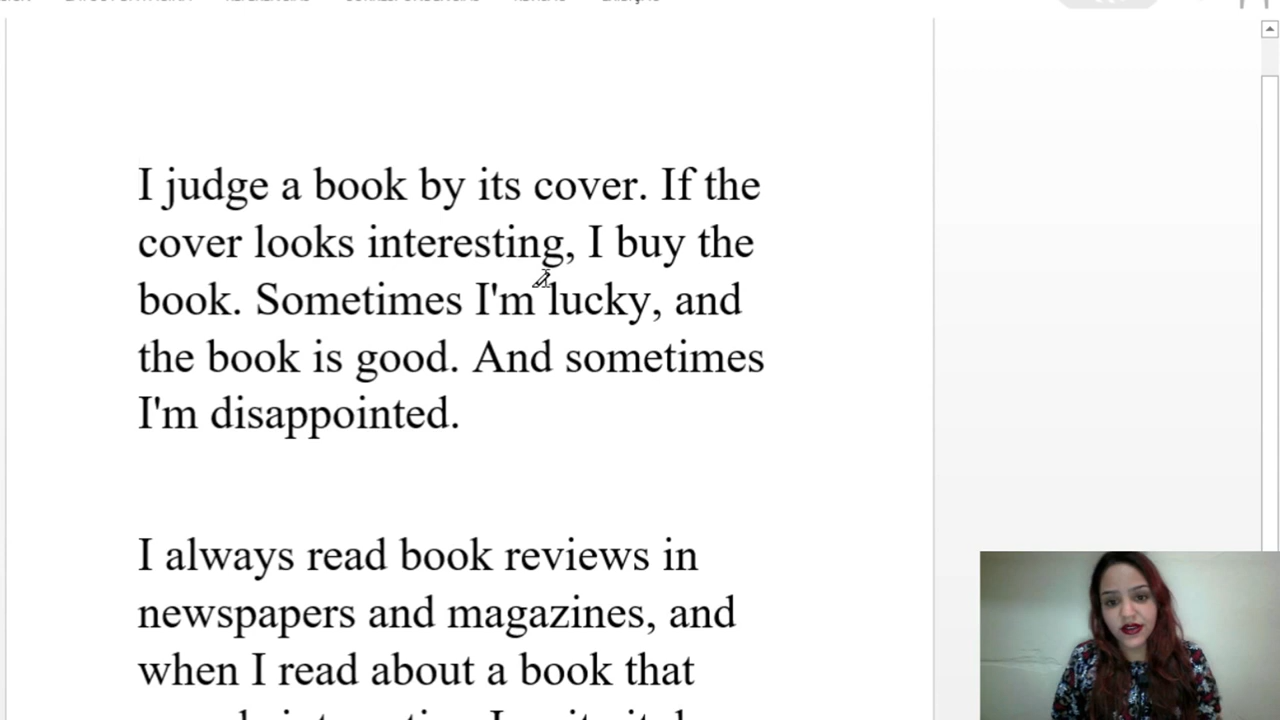 I judge a book by its cover. If the
cover looks interesting, I buy the
book. Sometimes I'm lucky, and
the book is good. And sometimes
I'm disappointed.
I always read book reviews in
newspapers and magazines, and
when I read about a book that